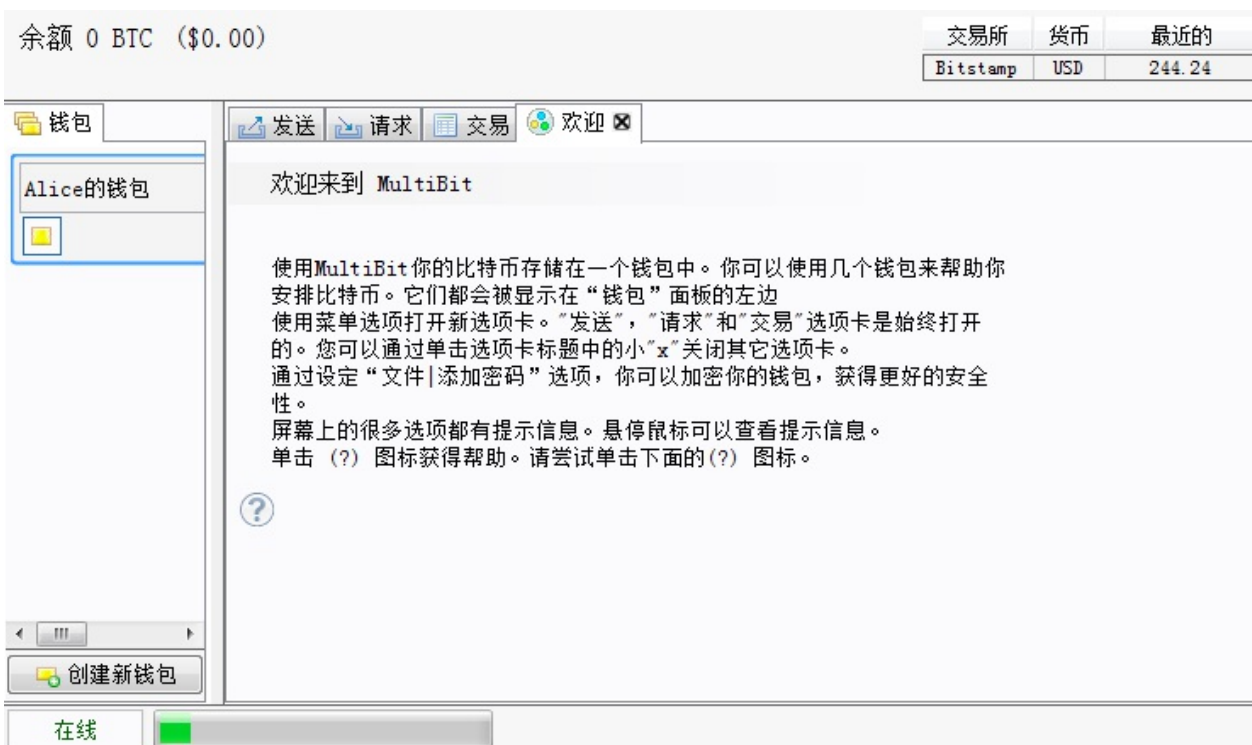 余额 0 BTC ($0.00)
交易所 货币 最近的
Bitstamp USD 244.24
钱包
发送 请求 交易 欢迎
Alice的钱包
欢迎来到 MultiBit
使用MultiBit你的比特币存储在一个钱包中。你可以使用几个钱包来帮助你
安排比特币。它们都会被显示在“钱包”面板的左边
使用菜单选项打开新选项卡。"发送"，"请求"和"交易"选项卡是始终打开
的。您可以通过单击选项卡标题中的小"x"关闭其它选项卡。
通过设定“文件|添加密码”选项，你可以加密你的钱包，获得更好的安全
性。
屏幕上的很多选项都有提示信息。悬停鼠标可以查看提示信息。
单击 (?) 图标获得帮助。请尝试单击下面的(?) 图标。
?
创建新钱包
在线